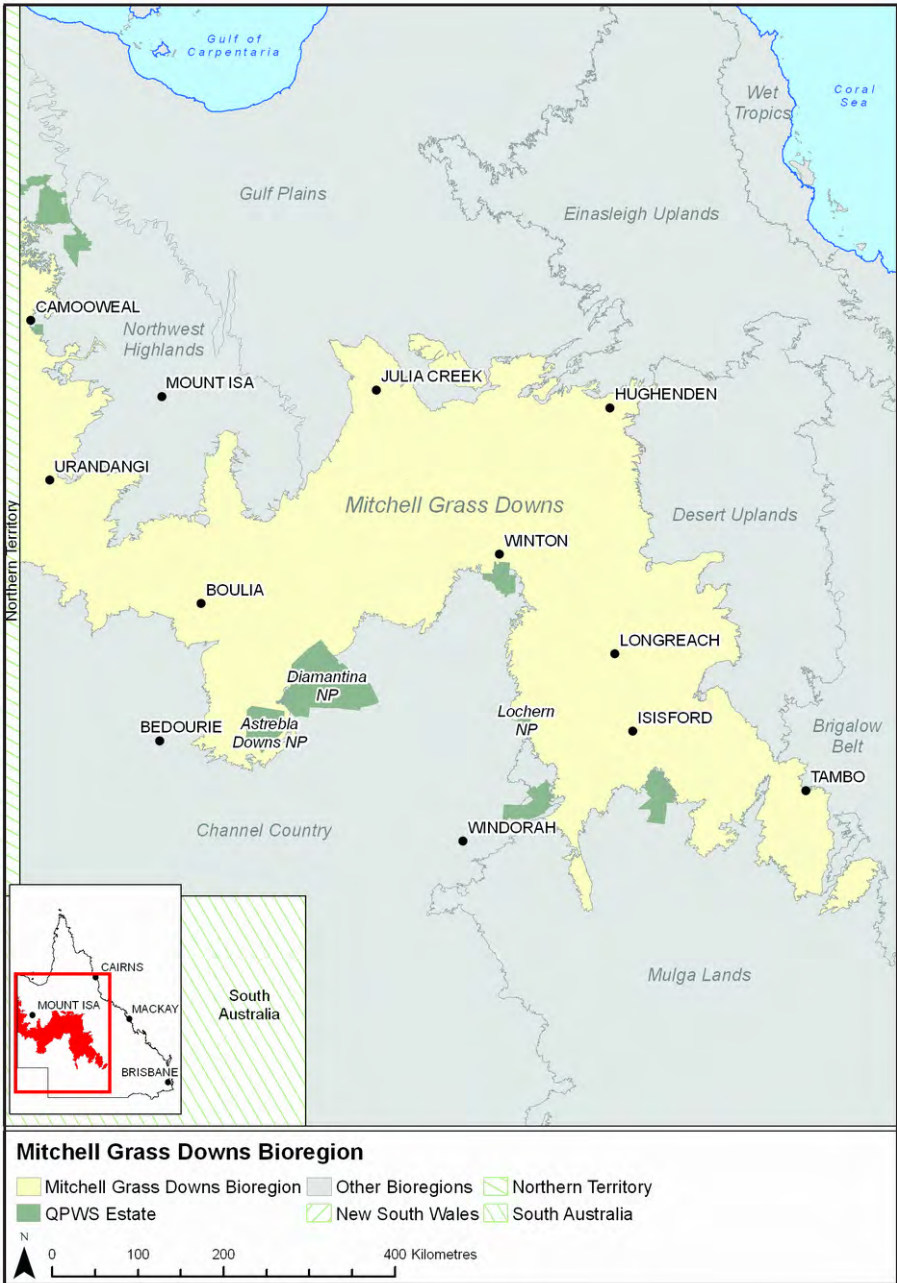 Gulf of
Carpentaria
Coral
Sea
Wet
Tropics
Gulf Plains
Einasleigh Uplands
CAMOOWEAL
Northwest
Highlands
MOUNT ISA
JULIA CREEK
HUGHENDEN
URANDANGI
Mitchell Grass Downs
Desert Uplands
Northern Territory
WINTON
BOULIA
LONGREACH
Diamantina
NP
Astrebla
Downs NP
Lochern
NP
ISISFORD
BEDOURIE
Brigalow
Belt
TAMBO
Channel Country
WINDORAH
Mulga Lands
South
Australia
CAIRNS
MOUNT ISA
MACKAY
BRISBANE
Mitchell Grass Downs Bioregion
Mitchell Grass Downs Bioregion
Other Bioregions
Northern Territory
QPWS Estate
New South Wales
South Australia
N
0 100 200 400 Kilometres